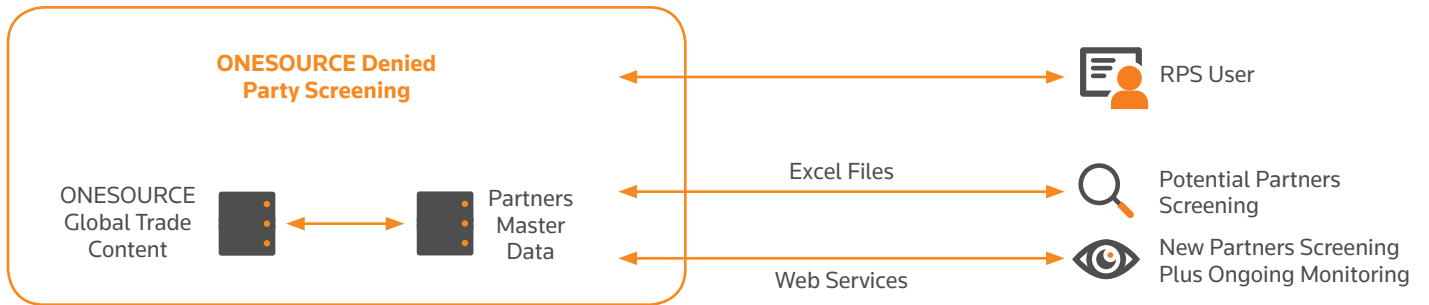 ONESOURCE Denied
Party Screening
RPS User
Excel Files
ONESOURCE
Global Trade
Content
Partners
Master
Data
Potential Partners
Screening
Web Services
New Partners Screening
Plus Ongoing Monitoring